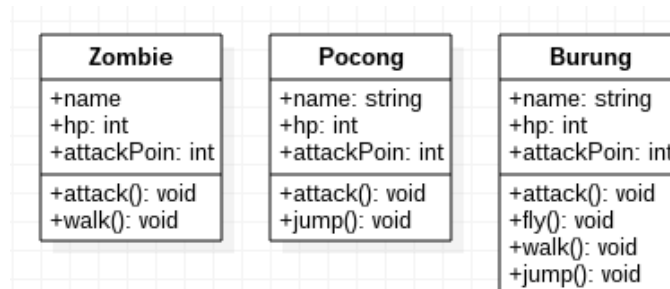 Zombie
+name
+hp: int
+attackPoin: int
+attack(): void
+walk(): void
Pocong
+name: string
+hp: int
+attackPoin: int
+attack(): void
+jump(): void
Burung
+name: string
+hp: int
+attackPoin: int
+attack(): void
+fly(): void
+walk(): void
+jump(): void